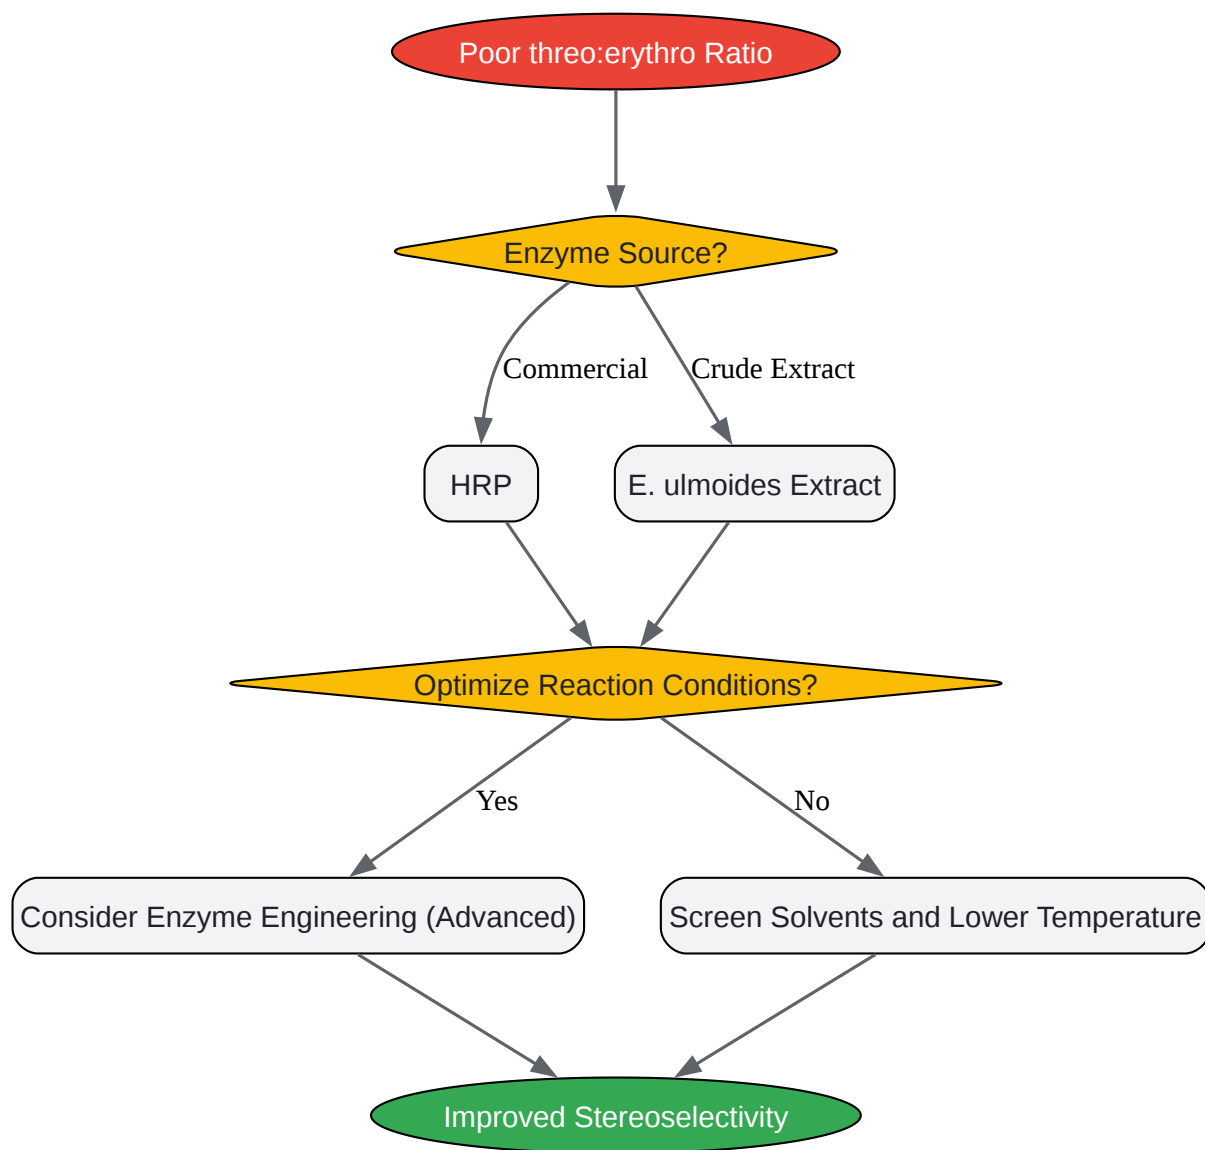 Poor threo:erythro Ratio
Enzyme Source?
Commercial
Crude Extract
HRP
E. ulmoides Extract
Optimize Reaction Conditions?
Yes
No
Consider Enzyme Engineering (Advanced)
Screen Solvents and Lower Temperature
Improved Stereoselectivity